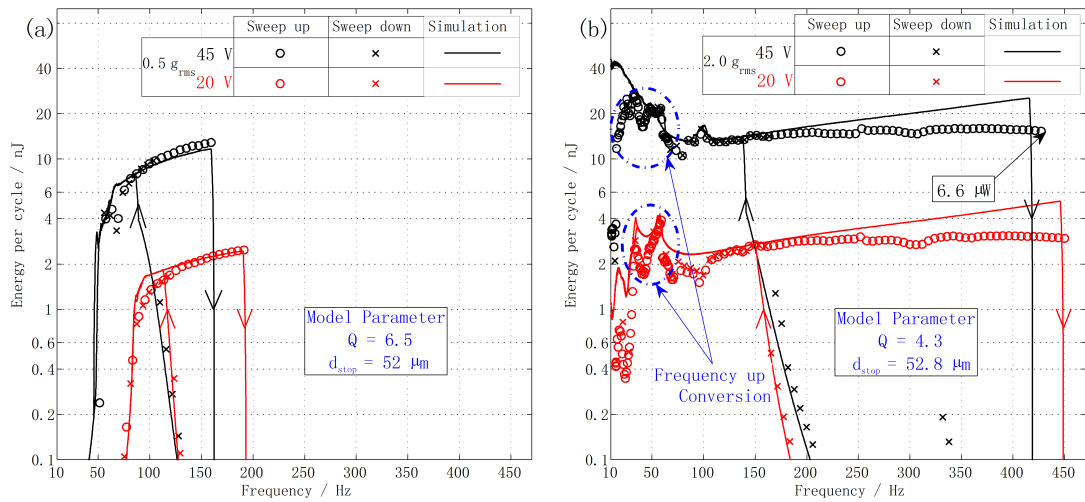 (a)
Sweep up Sweep down Simulation
0.5 g_rms 45 V
20 V
Energy per cycle / nJ
40
20
10
6
4
2
1
0.6
0.4
0.2
0.1
Model Parameter
Q = 6.5
d_stop = 52 μm
10 50 100 150 200 250 300 350 400 450
Frequency / Hz
(b)
Sweep up Sweep down Simulation
2.0 g_rms 45 V
20 V
Energy per cycle / nJ
40
20
10
6
4
2
1
0.6
0.4
0.2
0.1
6.6 μW
Model Parameter
Q = 4.3
d_stop = 52.8 μm
Frequency up
Conversion
10 50 100 150 200 250 300 350 400 450
Frequency / Hz